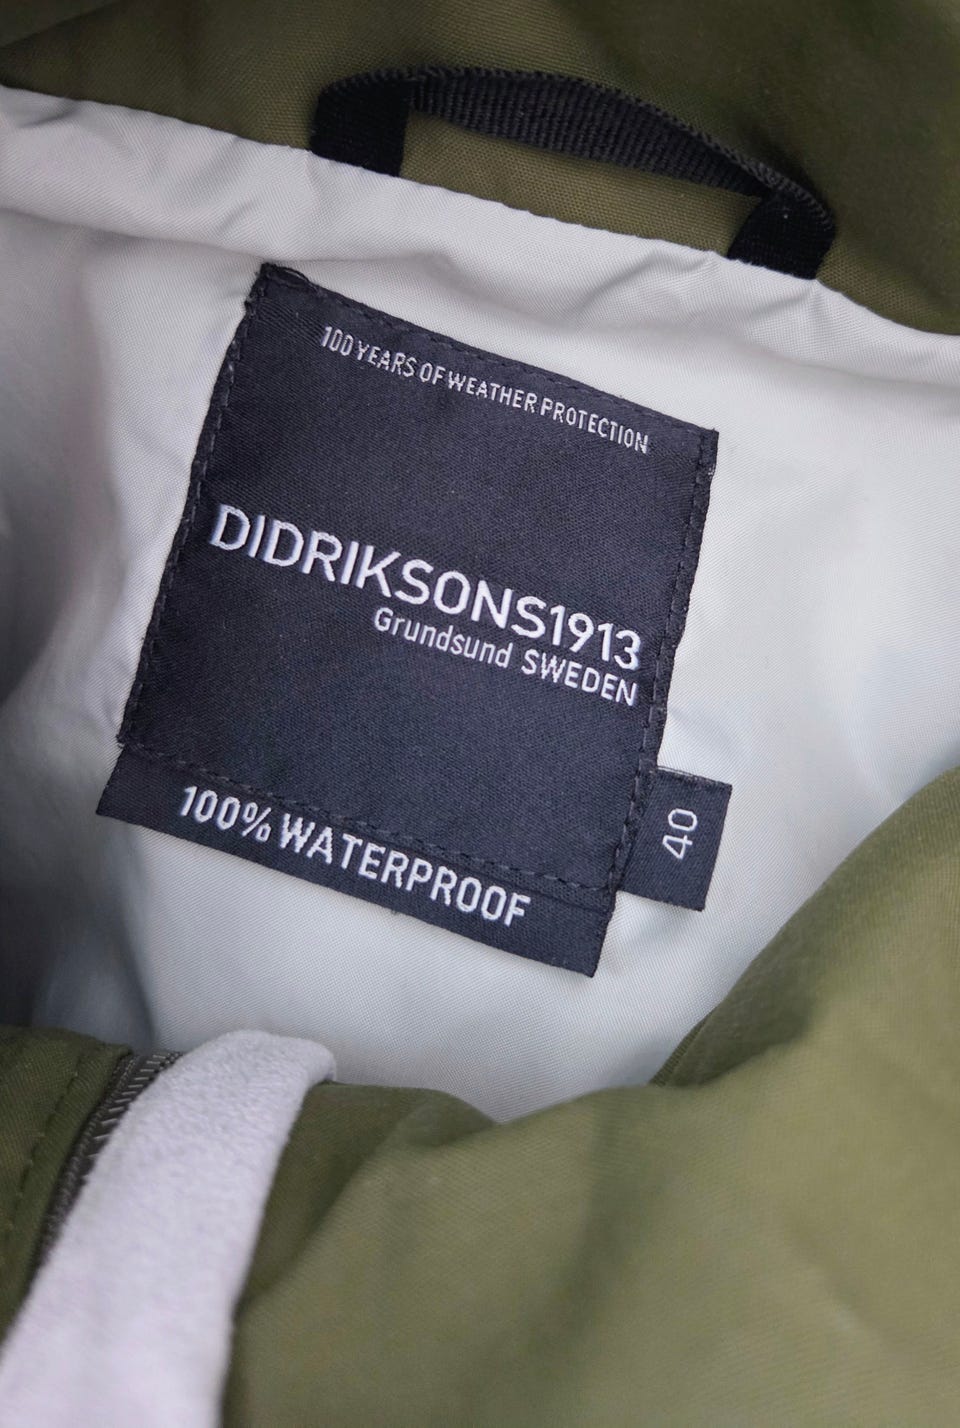 100 YEARS OF WEATHER PROTECTION
DIDRIKSONS1913
Grundsund SWEDEN
100% WATERPROOF
40